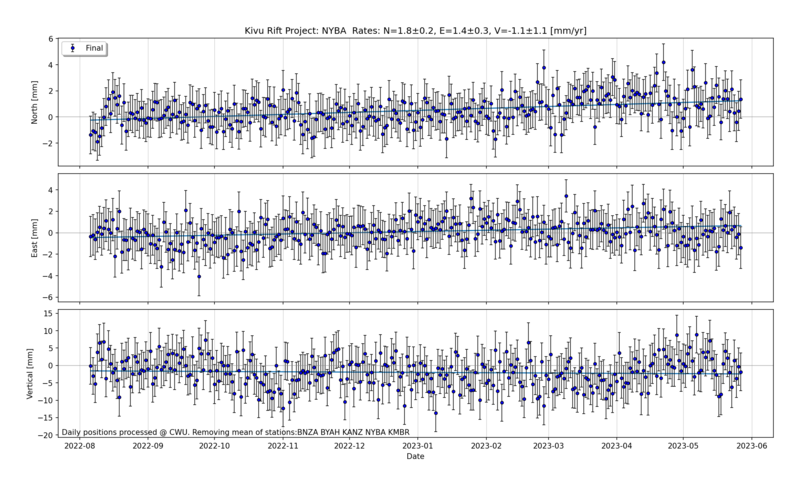 Kivu Rift Project: NYBA Rates: N=1.8±0.2, E=1.4±0.3, V=-1.1±1.1 [mm/yr]
Final
North [mm]
6
4
2
0
−2
East [mm]
4
2
0
−2
−4
−6
Vertical [mm]
15
10
5
0
−5
−10
−15
−20
Daily positions processed @ CWU. Removing mean of stations:BNZA BYAH KANZ NYBA KMBR
2022-08 2022-09 2022-10 2022-11 2022-12 2023-01 2023-02 2023-03 2023-04 2023-05 2023-06
Date